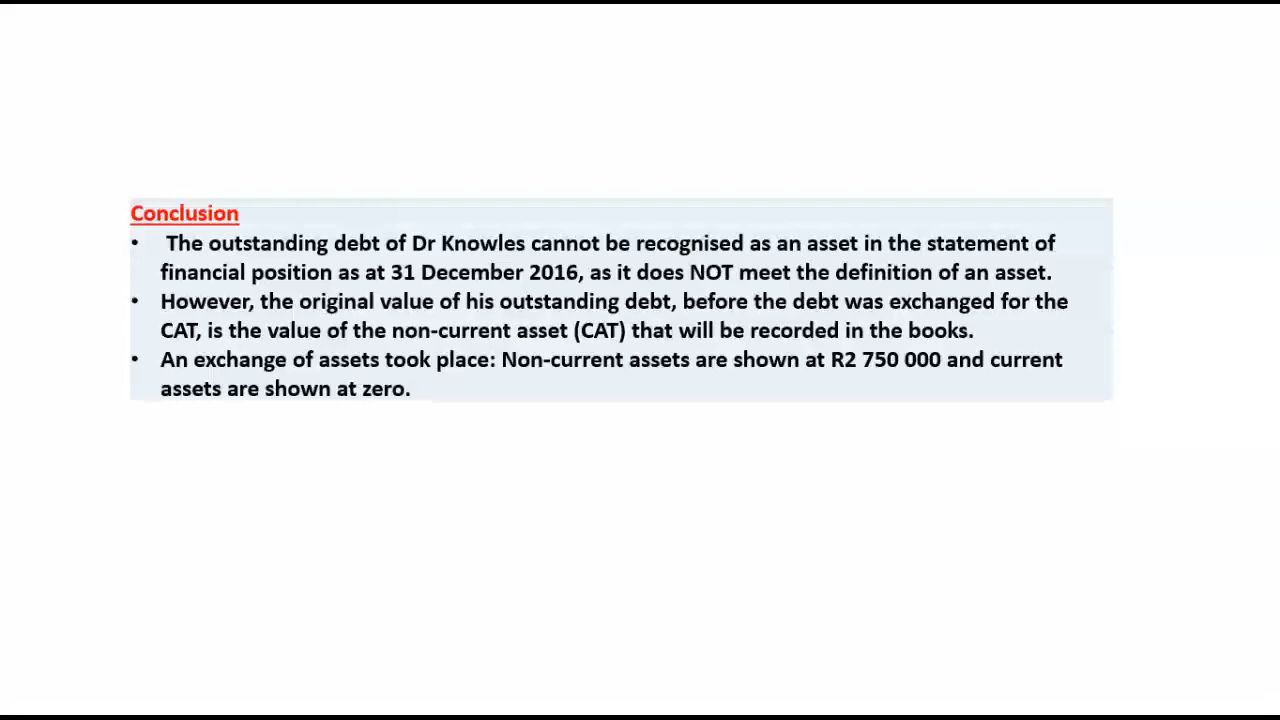 Conclusion
• The outstanding debt of Dr Knowles cannot be recognised as an asset in the statement of
financial position as at 31 December 2016, as it does NOT meet the definition of an asset.
• However, the original value of his outstanding debt, before the debt was exchanged for the
CAT, is the value of the non-current asset (CAT) that will be recorded in the books.
• An exchange of assets took place: Non-current assets are shown at R2 750 000 and current
assets are shown at zero.